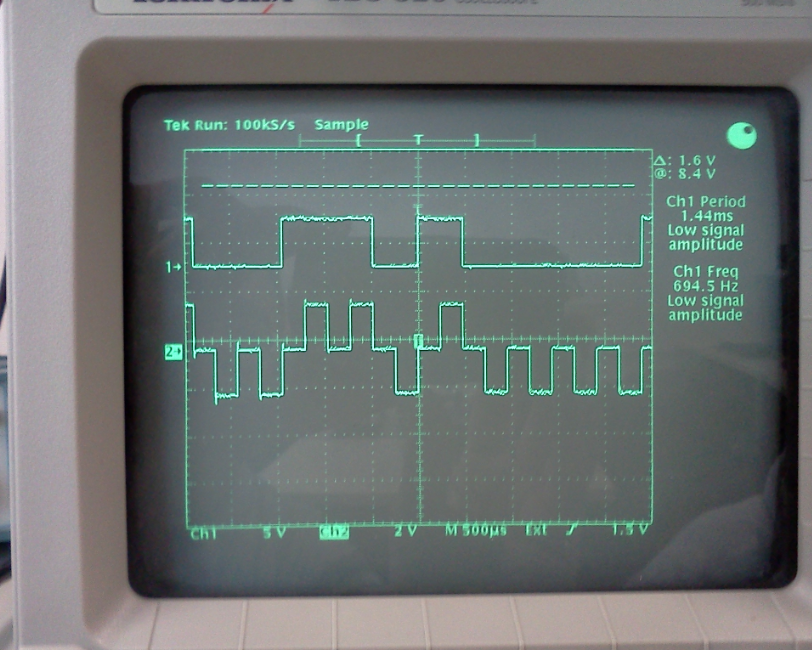 Tek Run: 100kS/s Sample
[ T ]
Δ: 1.6 V
@: 8.4 V
Ch1 Period
1.44ms
Low signal
amplitude
Ch1 Freq
694.5 Hz
Low signal
amplitude
1→
2→
Ch1 5 V Ch2 2 V M 500µs Ext 1.5 V